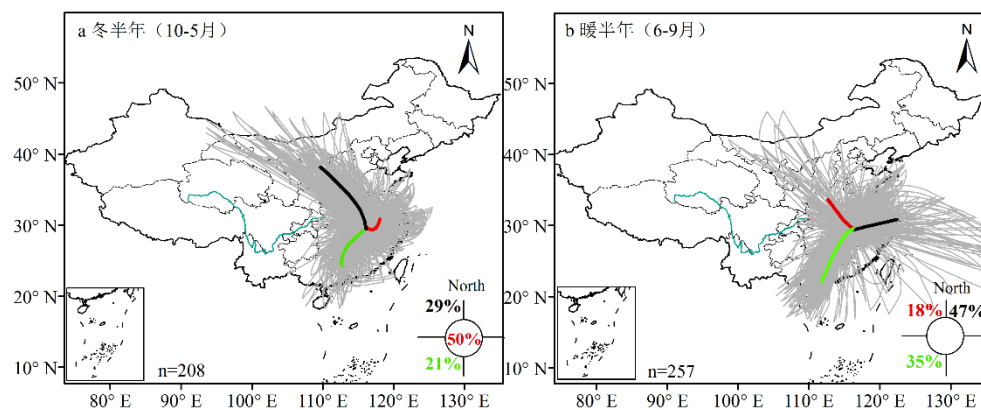 a 冬半年（10-5月）
N
50° N
40° N
30° N
20° N
10° N
North
29%
50%
21%
n=208
80° E
90° E
100° E
110° E
120° E
130° E
b 暖半年（6-9月）
N
50° N
40° N
30° N
20° N
10° N
North
18%
47%
35%
n=257
80° E
90° E
100° E
110° E
120° E
130° E